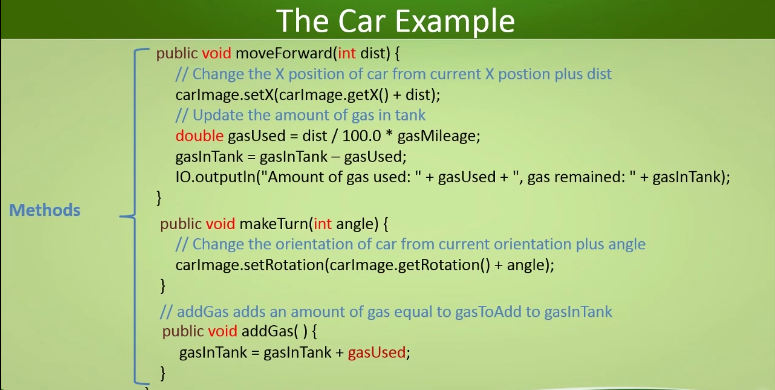 The Car Example
Methods
public void moveForward(int dist) {
// Change the X position of car from current X postion plus dist
carImage.setX(carImage.getX() + dist);
// Update the amount of gas in tank
double gasUsed = dist / 100.0 * gasMileage;
gasInTank = gasInTank – gasUsed;
IO.outputln("Amount of gas used: " + gasUsed + ", gas remained: " + gasInTank);
}
public void makeTurn(int angle) {
// Change the orientation of car from current orientation plus angle
carImage.setRotation(carImage.getRotation() + angle);
}
// addGas adds an amount of gas equal to gasToAdd to gasInTank
public void addGas( ) {
gasInTank = gasInTank + gasUsed;
}